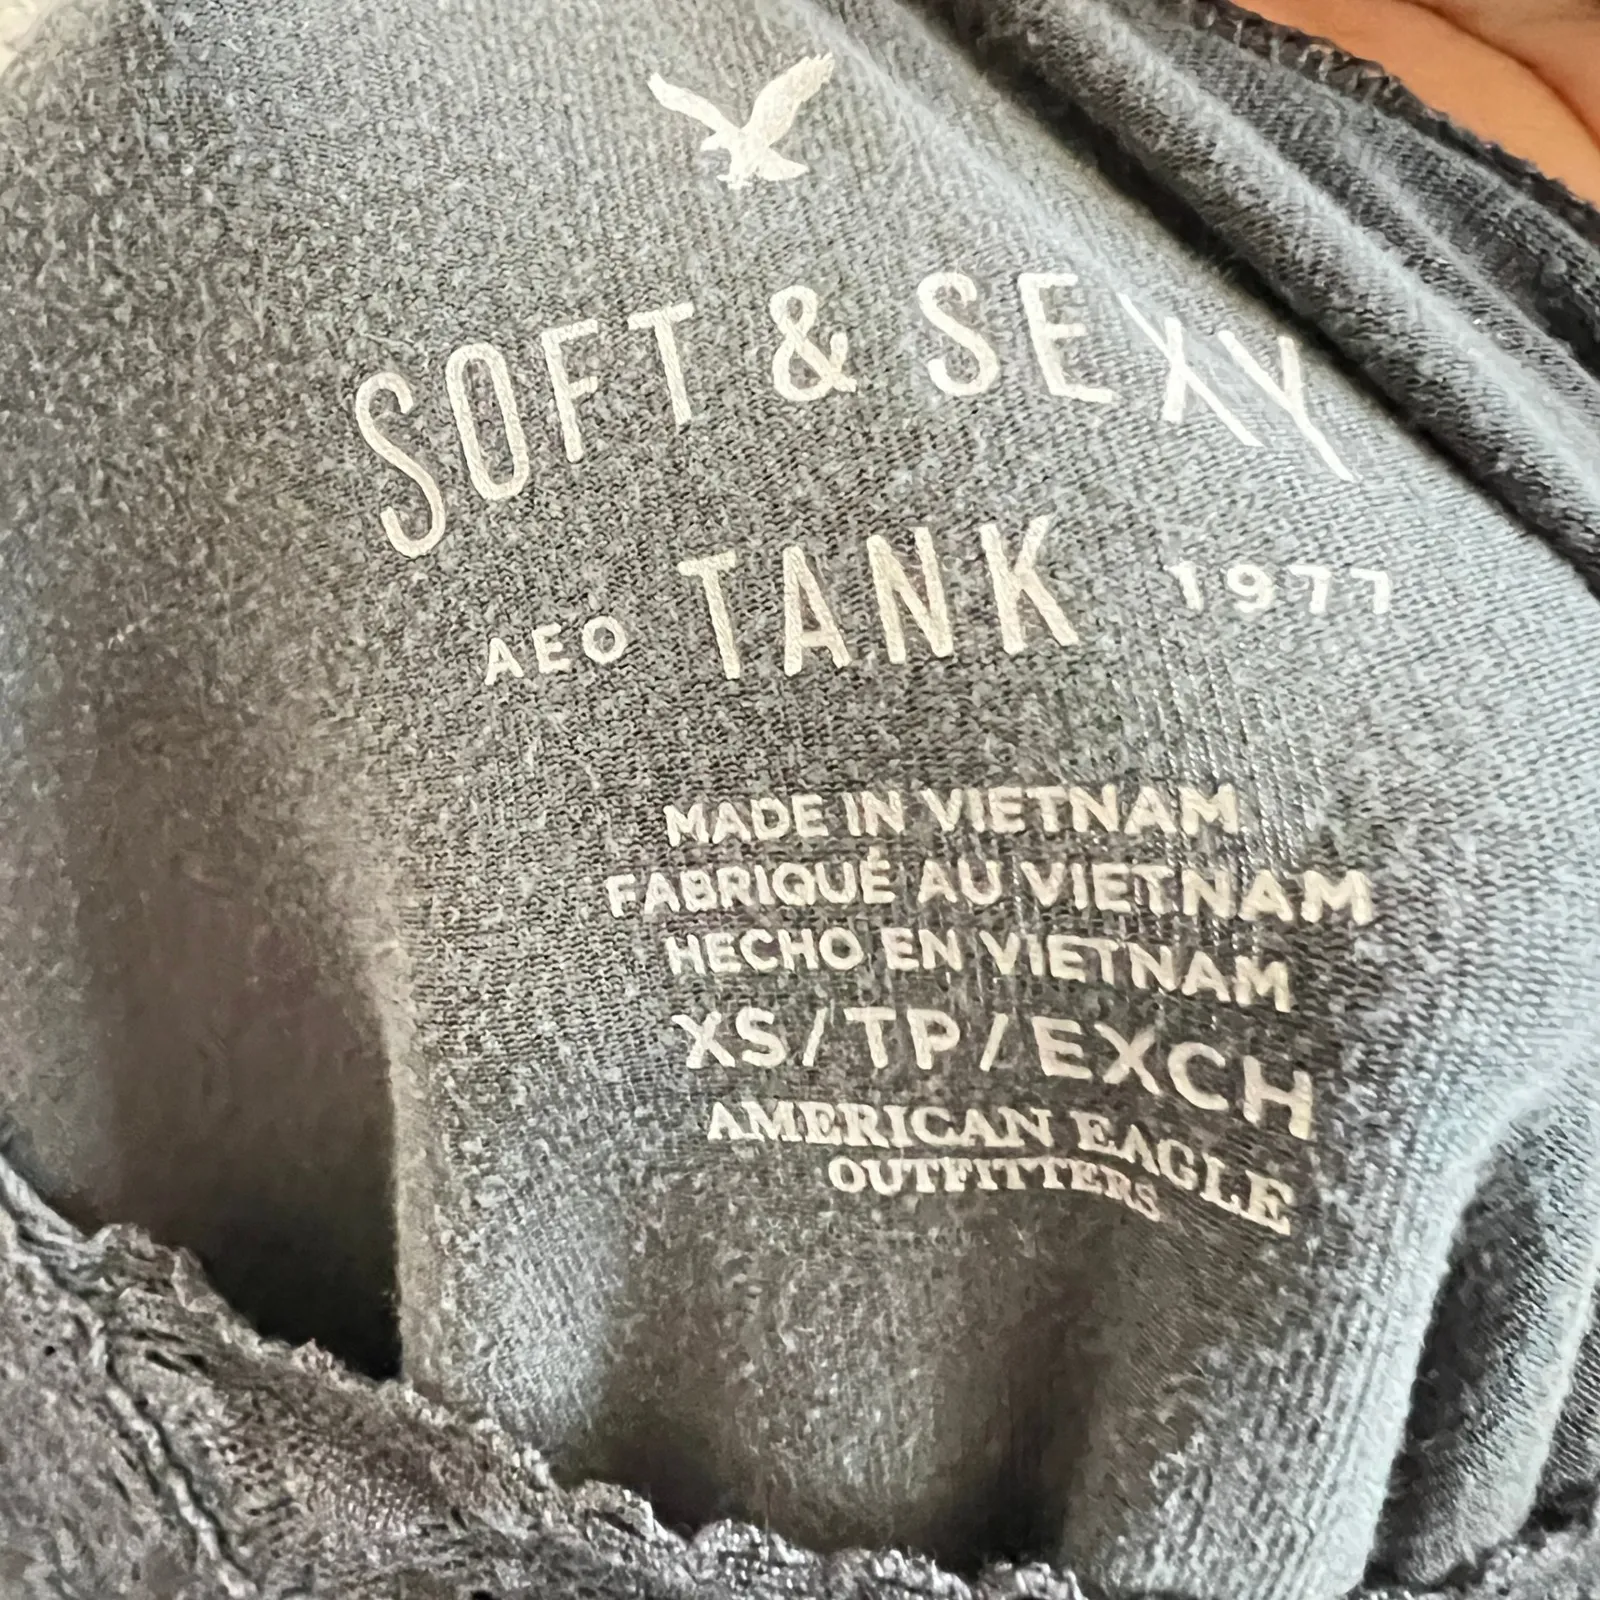 SOFT & SEXY
AEO TANK 1977
MADE IN VIETNAM
FABRIQUÉ AU VIETNAM
HECHO EN VIETNAM
XS/TP/EXCH
AMERICAN EAGLE
OUTFITTERS